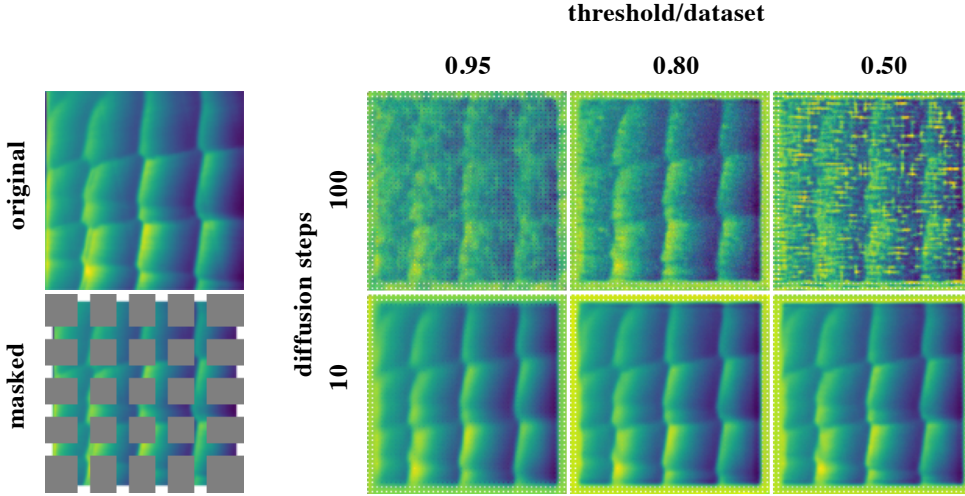 threshold/dataset
0.95 0.80 0.50
original
masked
diffusion steps
100
10